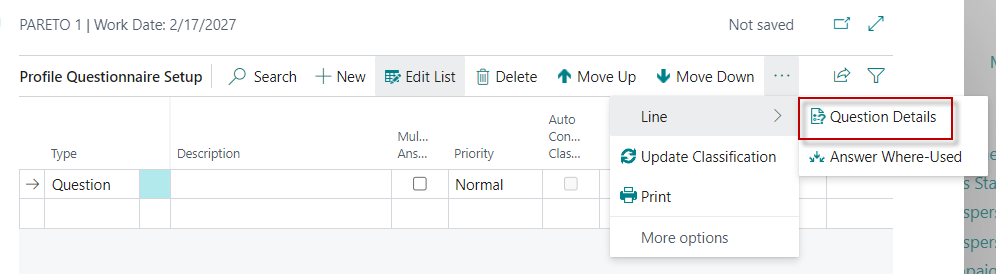 PARETO 1 | Work Date: 2/17/2027
Not saved
Profile Questionnaire Setup
Search
New
Edit List
Delete
Move Up
Move Down
Line
Question Details
Update Classification
Answer Where-Used
Print
More options
Type
Description
Mul...
Ans...
Priority
Auto
Con...
Clas...
Question
Normal